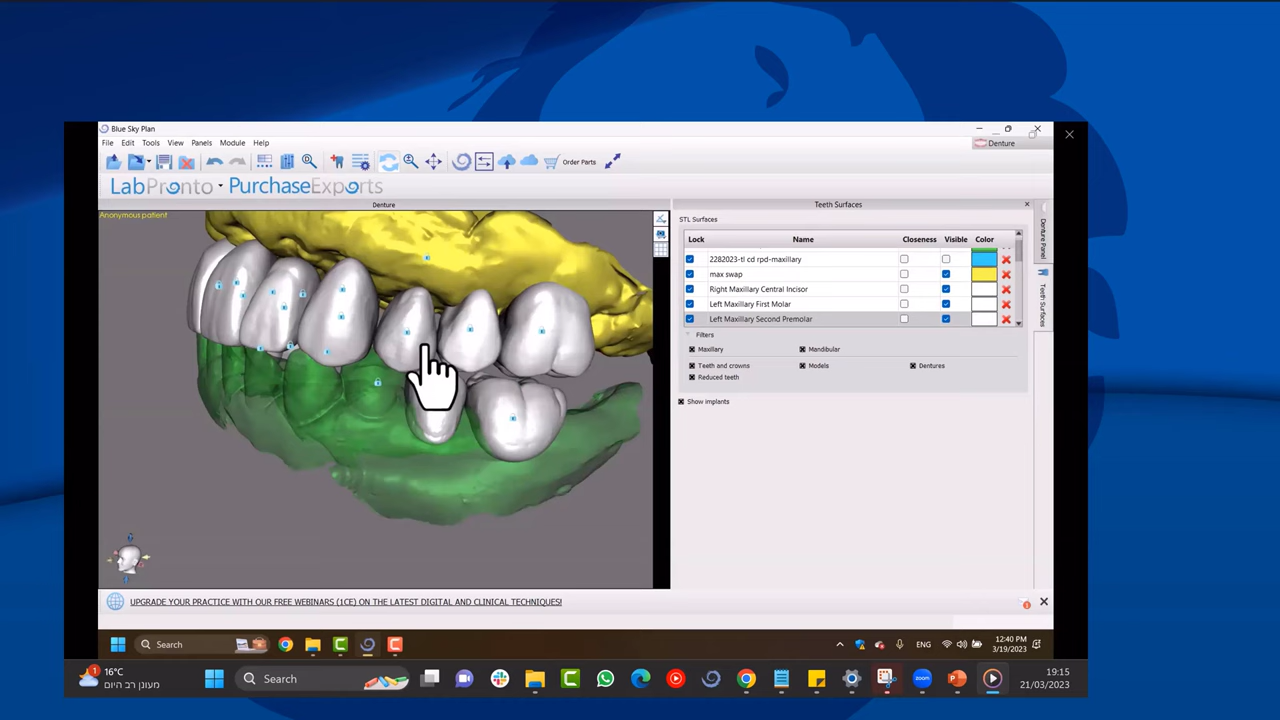 Blue Sky Plan
File Edit Tools View Panels Module Help
Denture
Order Parts
LabPronto PurchaseExports
Denture
Teeth Surfaces
Anonymous patient
STL Surfaces
Lock Name Closeness Visible Color
2282023-tl cd rpd-maxillary
max swap
Right Maxillary Central Incisor
Left Maxillary First Molar
Left Maxillary Second Premolar
Filters
Maxillary Mandibular
Teeth and crowns Models Dentures
Reduced teeth
Show implants
Denture Panel
Teeth Surfaces
UPGRADE YOUR PRACTICE WITH OUR FREE WEBINARS (1CE) ON THE LATEST DIGITAL AND CLINICAL TECHNIQUES!
1
Search
ENG
12:40 PM
3/19/2023
1
16°C
מעונן רב היום
Search
zoom
19:15
21/03/2023